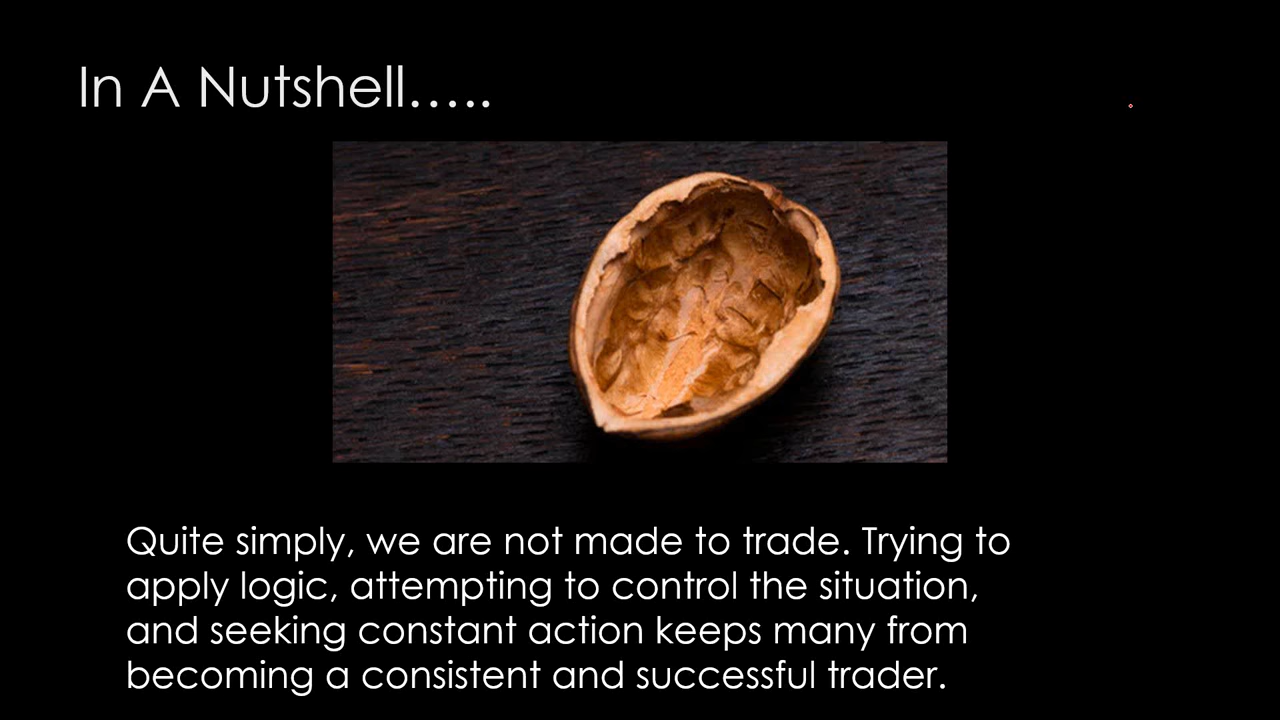 In A Nutshell.....
Quite simply, we are not made to trade. Trying to
apply logic, attempting to control the situation,
and seeking constant action keeps many from
becoming a consistent and successful trader.